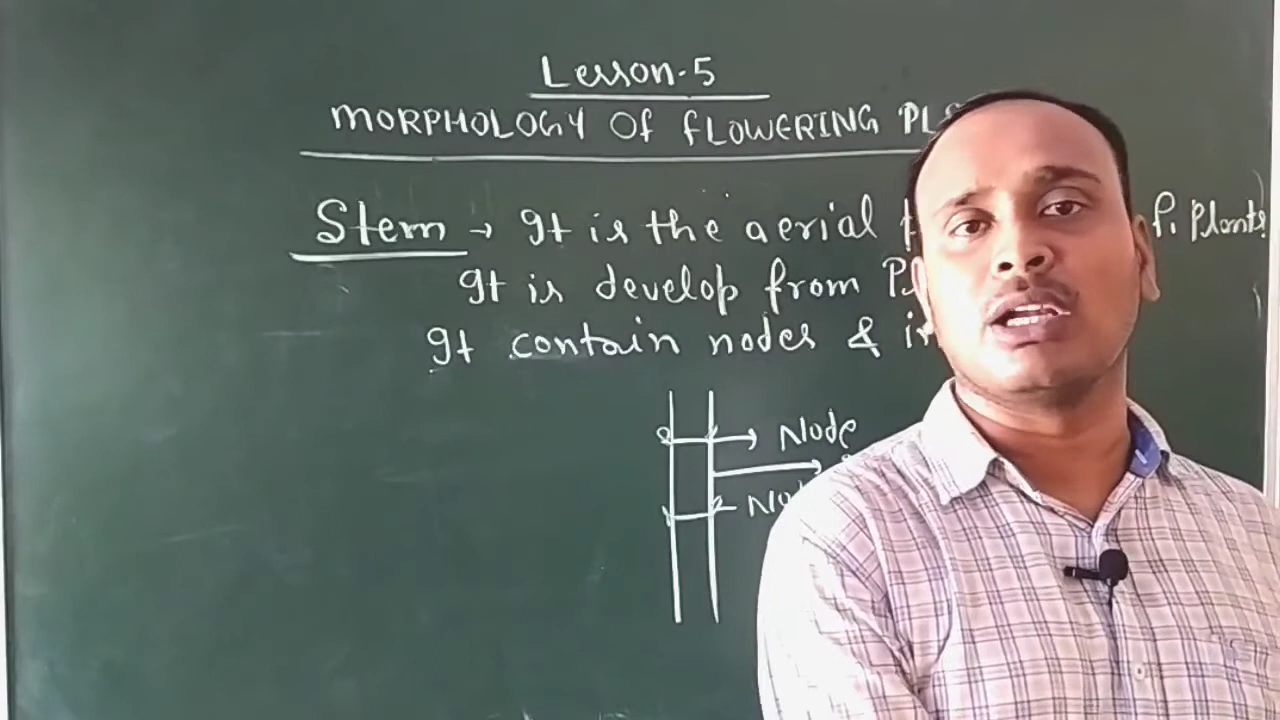 Lesson-5
MORPHOLOGY Of fLOWERING
Stem → It is the aerial Plants.
It is develop from
It contain nodes &
Node